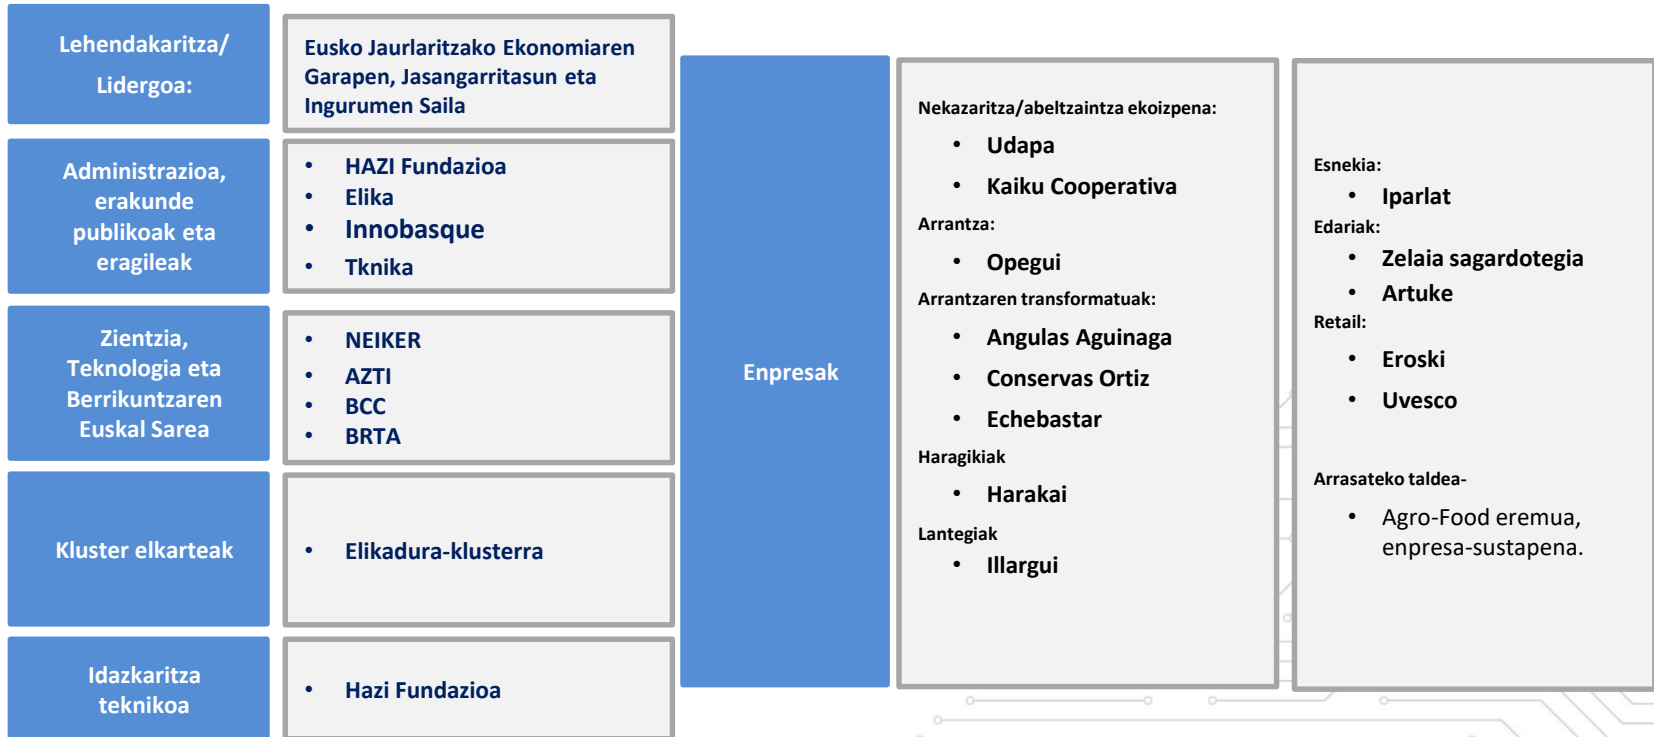 Lehendakaritza/
Lidergoa:
Eusko Jaurlaritzako Ekonomiaren
Garapen, Jasangarritasun eta
Ingurumen Saila
Administrazioa,
erakunde
publikoak eta
eragileak
• HAZI Fundazioa
• Elika
• Innobasque
• Tknika
Zientzia,
Teknologia eta
Berrikuntzaren
Euskal Sarea
• NEIKER
• AZTI
• BCC
• BRTA
Kluster elkarteak
• Elikadura-klusterra
Idazkaritza
teknikoa
• Hazi Fundazioa
Enpresak
Nekazaritza/abeltzaintza ekoizpena:
• Udapa
• Kaiku Cooperativa
Arrantza:
• Opegui
Arrantzaren transformatuak:
• Angulas Aguinaga
• Conservas Ortiz
• Echebastar
Haragikiak
• Harakai
Lantegiak
• Illargui
Esnekia:
• Iparlat
Edariak:
• Zelaia sagardotegia
• Artuke
Retail:
• Eroski
• Uvesco
Arrasateko taldea-
• Agro-Food eremua,
enpresa-sustapena.